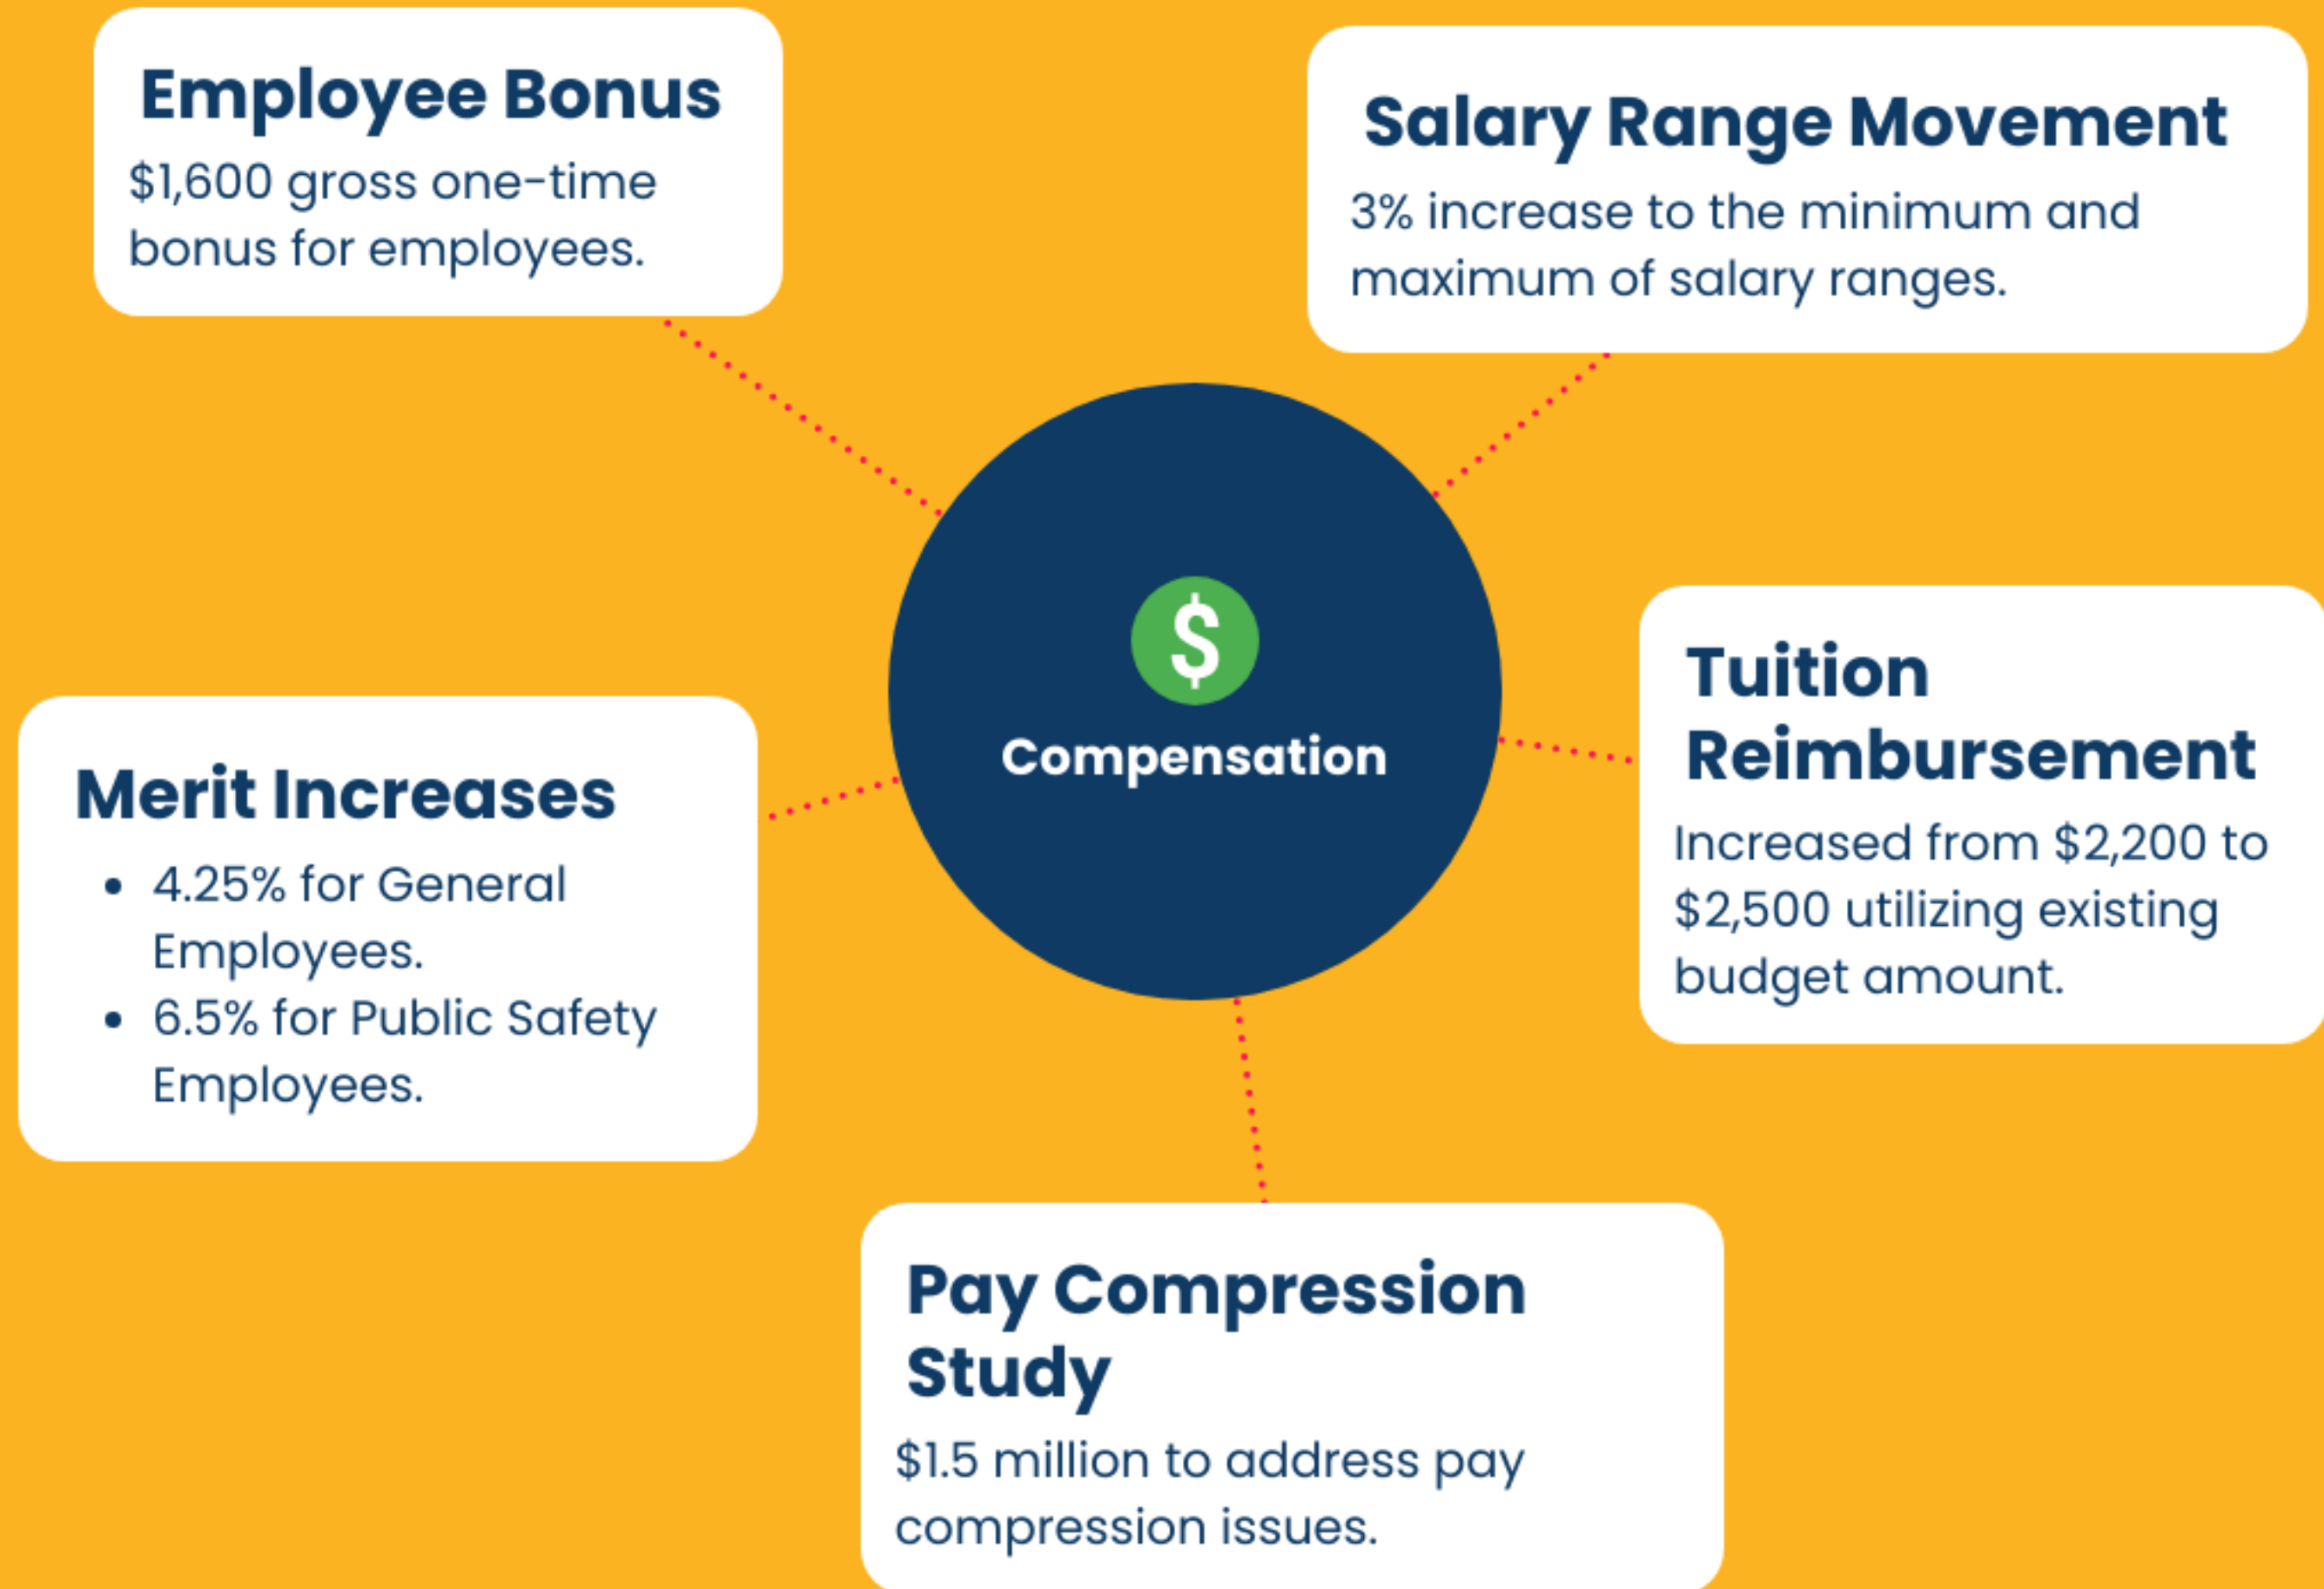 Employee Bonus
$1,600 gross one-time
bonus for employees.
Salary Range Movement
3% increase to the minimum and
maximum of salary ranges.
$
Compensation
Tuition
Reimbursement
Increased from $2,200 to
$2,500 utilizing existing
budget amount.
Merit Increases
• 4.25% for General
Employees.
• 6.5% for Public Safety
Employees.
Pay Compression
Study
$1.5 million to address pay
compression issues.